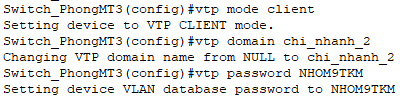 Switch_PhongMT3(config)#vtp mode client
Setting device to VTP CLIENT mode.
Switch_PhongMT3(config)#vtp domain chi_nhanh_2
Changing VTP domain name from NULL to chi_nhanh_2
Switch_PhongMT3(config)#vtp password NHOM9TKM
Setting device VLAN database password to NHOM9TKM